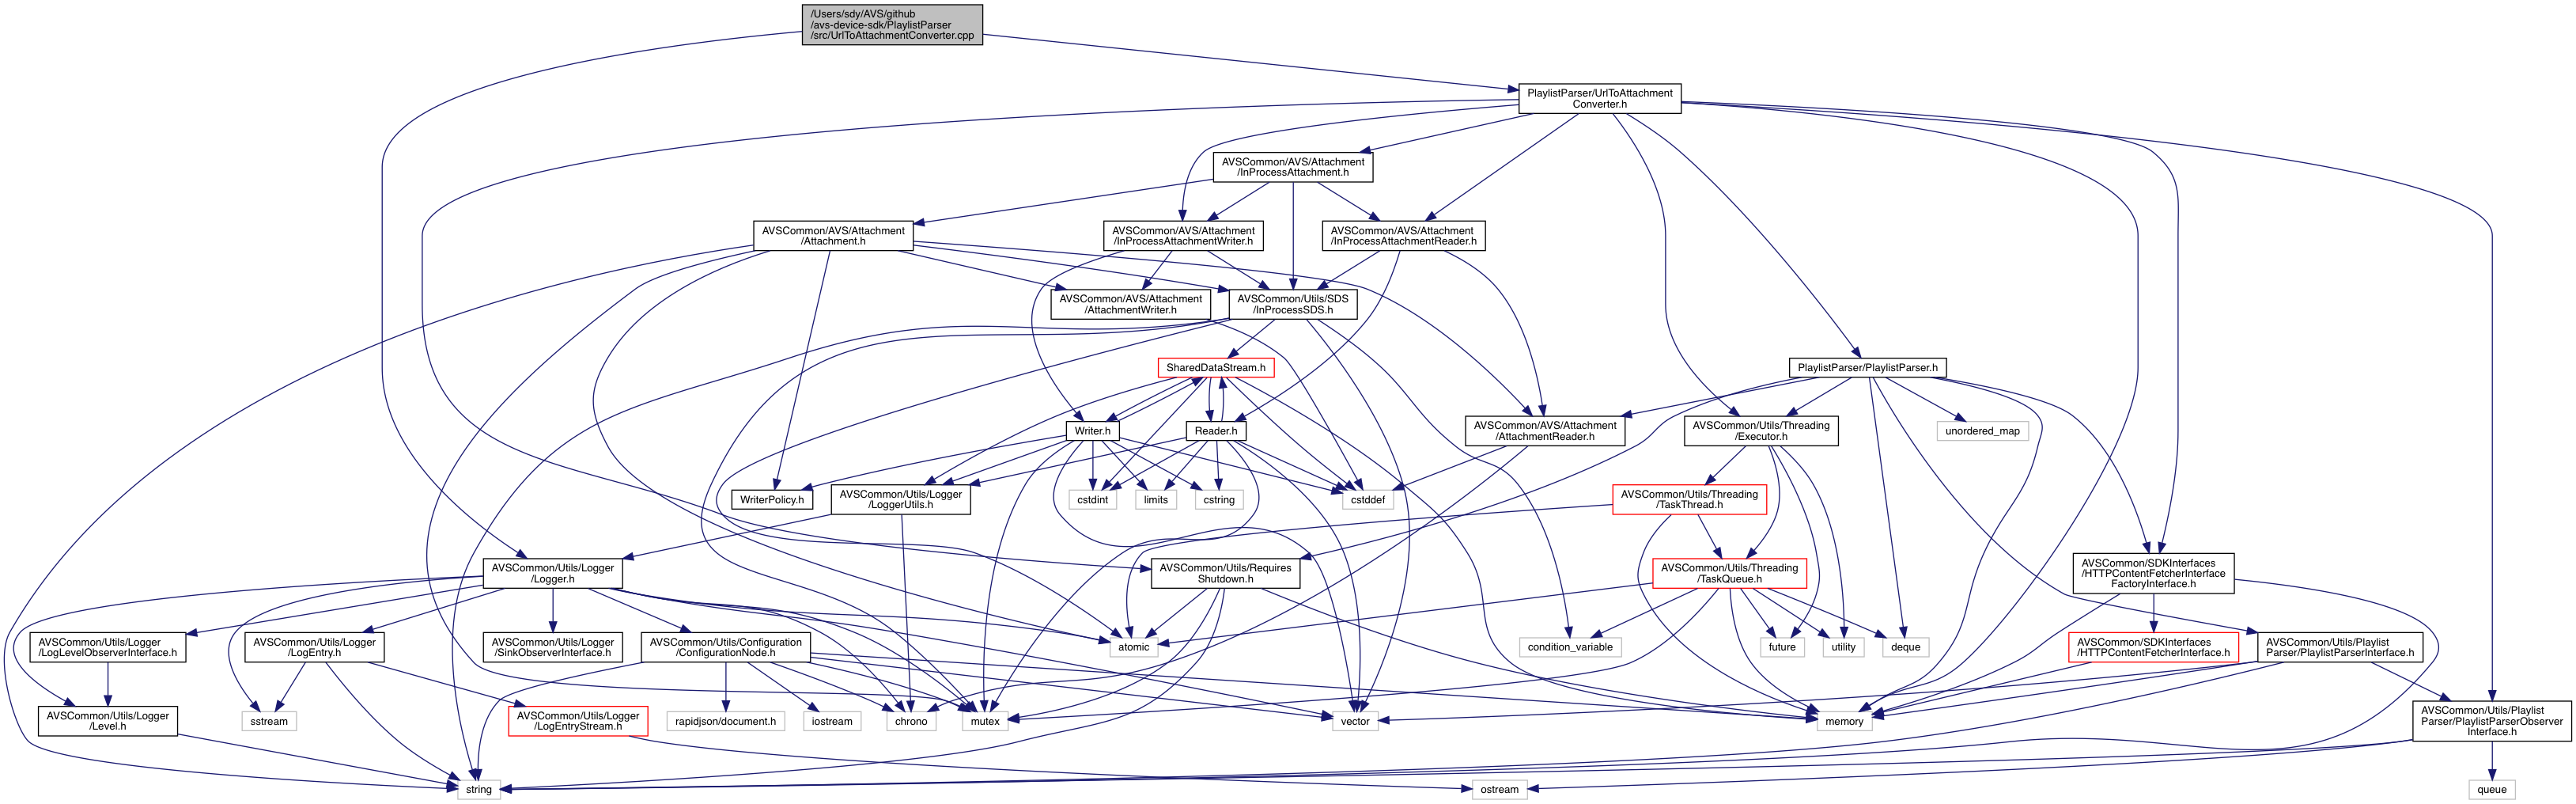 /Users/sdy/AVS/github
/avs-device-sdk/PlaylistParser
/src/UrlToAttachmentConverter.cpp
PlaylistParser/UrlToAttachment
Converter.h
AVSCommon/AVS/Attachment
/InProcessAttachment.h
AVSCommon/AVS/Attachment
/Attachment.h
AVSCommon/AVS/Attachment
/InProcessAttachmentWriter.h
AVSCommon/AVS/Attachment
/InProcessAttachmentReader.h
AVSCommon/AVS/Attachment
/AttachmentWriter.h
AVSCommon/Utils/SDS
/InProcessSDS.h
SharedDataStream.h
PlaylistParser/PlaylistParser.h
Writer.h
Reader.h
AVSCommon/AVS/Attachment
/AttachmentReader.h
AVSCommon/Utils/Threading
/Executor.h
unordered_map
WriterPolicy.h
AVSCommon/Utils/Logger
/LoggerUtils.h
cstdint
limits
cstring
cstddef
AVSCommon/Utils/Threading
/TaskThread.h
AVSCommon/Utils/Logger
/Logger.h
AVSCommon/Utils/Requires
Shutdown.h
AVSCommon/Utils/Threading
/TaskQueue.h
AVSCommon/SDKInterfaces
/HTTPContentFetcherInterface
FactoryInterface.h
AVSCommon/Utils/Logger
/LogLevelObserverInterface.h
AVSCommon/Utils/Logger
/LogEntry.h
AVSCommon/Utils/Logger
/SinkObserverInterface.h
AVSCommon/Utils/Configuration
/ConfigurationNode.h
atomic
condition_variable
future
utility
deque
AVSCommon/SDKInterfaces
/HTTPContentFetcherInterface.h
AVSCommon/Utils/Playlist
Parser/PlaylistParserInterface.h
AVSCommon/Utils/Logger
/Level.h
sstream
AVSCommon/Utils/Logger
/LogEntryStream.h
rapidjson/document.h
iostream
chrono
mutex
vector
memory
AVSCommon/Utils/Playlist
Parser/PlaylistParserObserver
Interface.h
string
ostream
queue